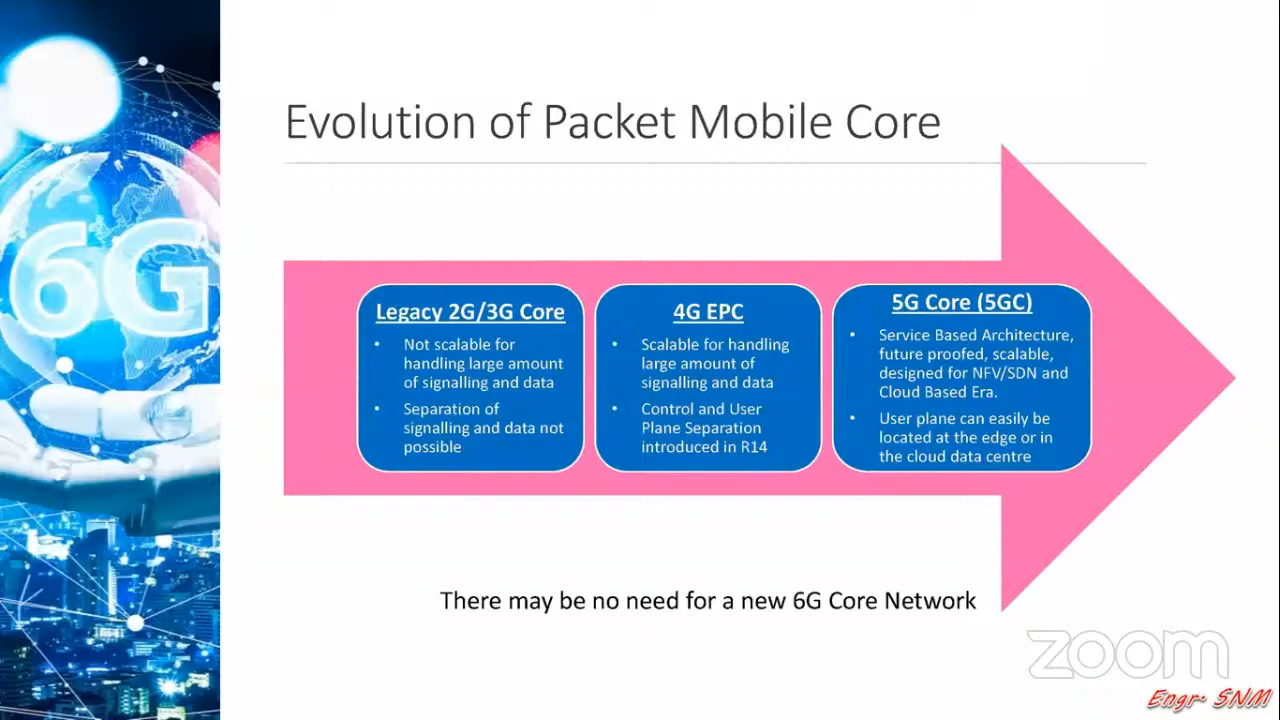 Evolution of Packet Mobile Core
6G
Legacy 2G/3G Core
• Not scalable for
handling large amount
of signalling and data
• Separation of
signalling and data not
possible
4G EPC
• Scalable for handling
large amount of
signalling and data
• Control and User
Plane Separation
introduced in R14
5G Core (5GC)
• Service Based Architecture,
future proofed, scalable,
designed for NFV/SDN and
Cloud Based Era.
• User plane can easily be
located at the edge or in
the cloud data centre
There may be no need for a new 6G Core Network
zoom
Engr. SNM